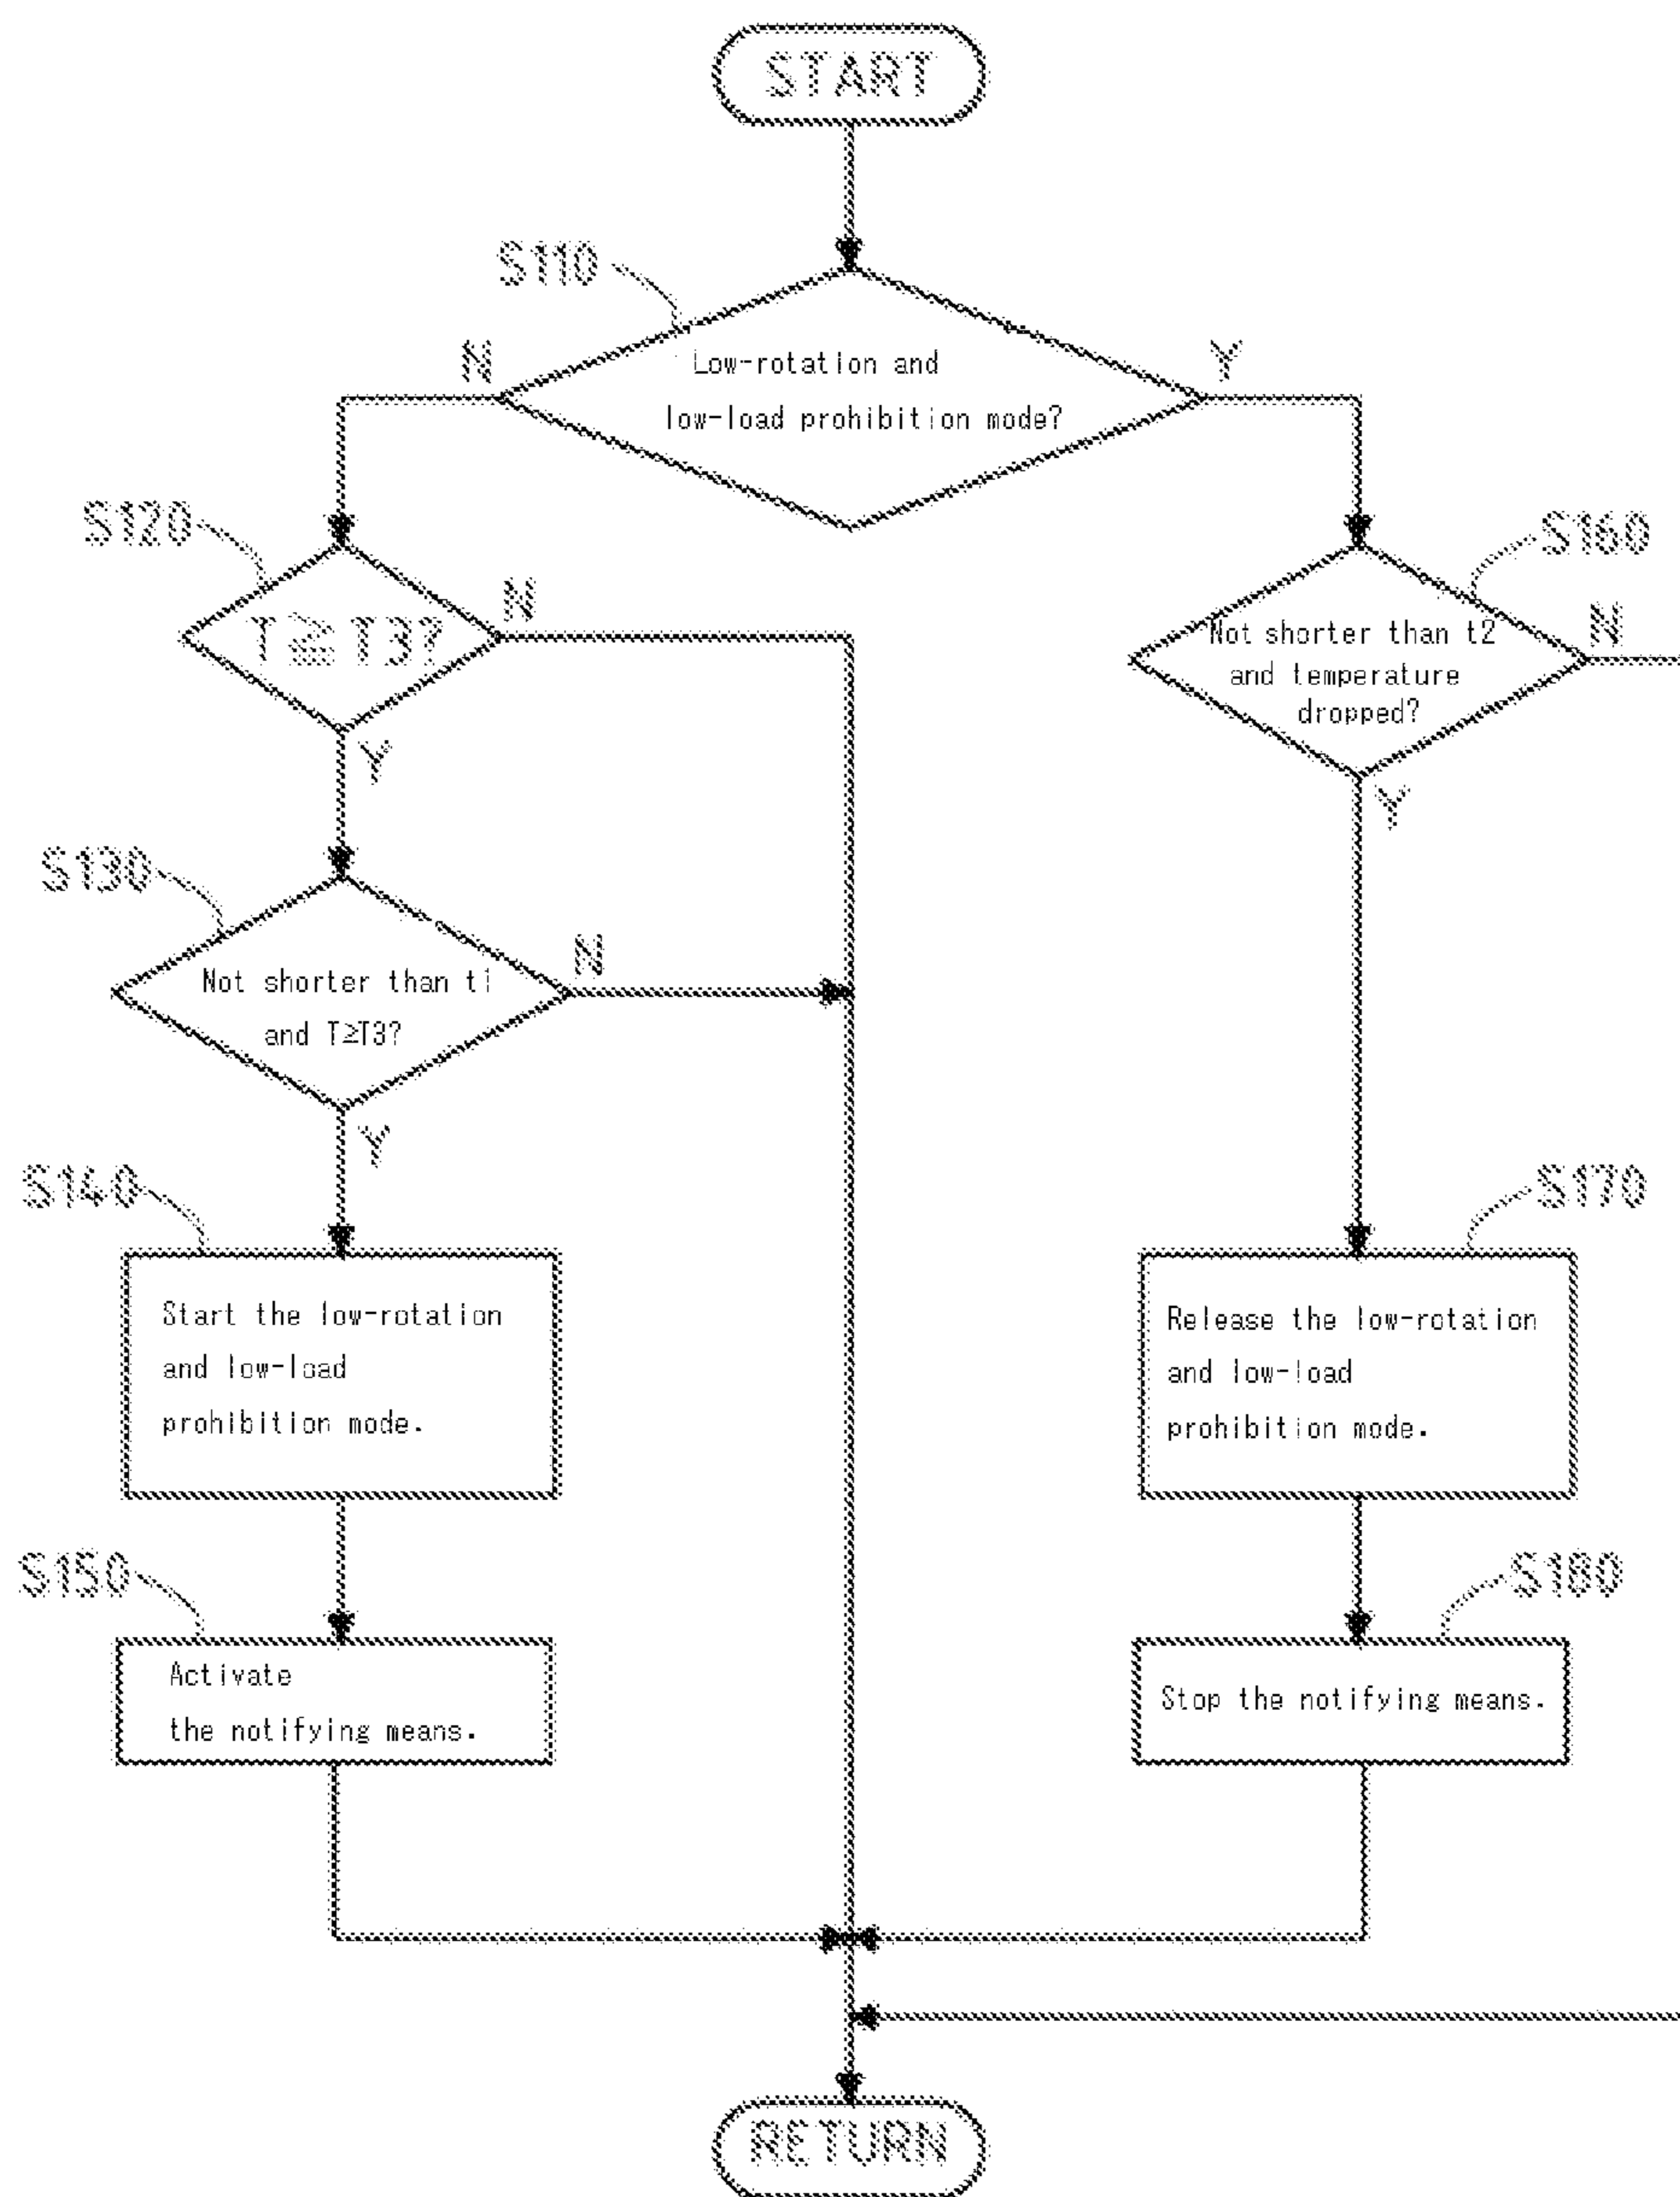 START
S110
N
Low-rotation and
Y
low-load prohibition mode?
S120
S160
N
T≧T3?
Not shorter than t2
N
and temperature
dropped?
Y
Y
S130
N
Not shorter than t1
and T≧T3?
Y
S140
S170
Start the low-rotation
and low-load
prohibition mode.
Release the low-rotation
and low-load
prohibition mode.
S150
S180
Activate
the notifying means.
Stop the notifying means.
RETURN